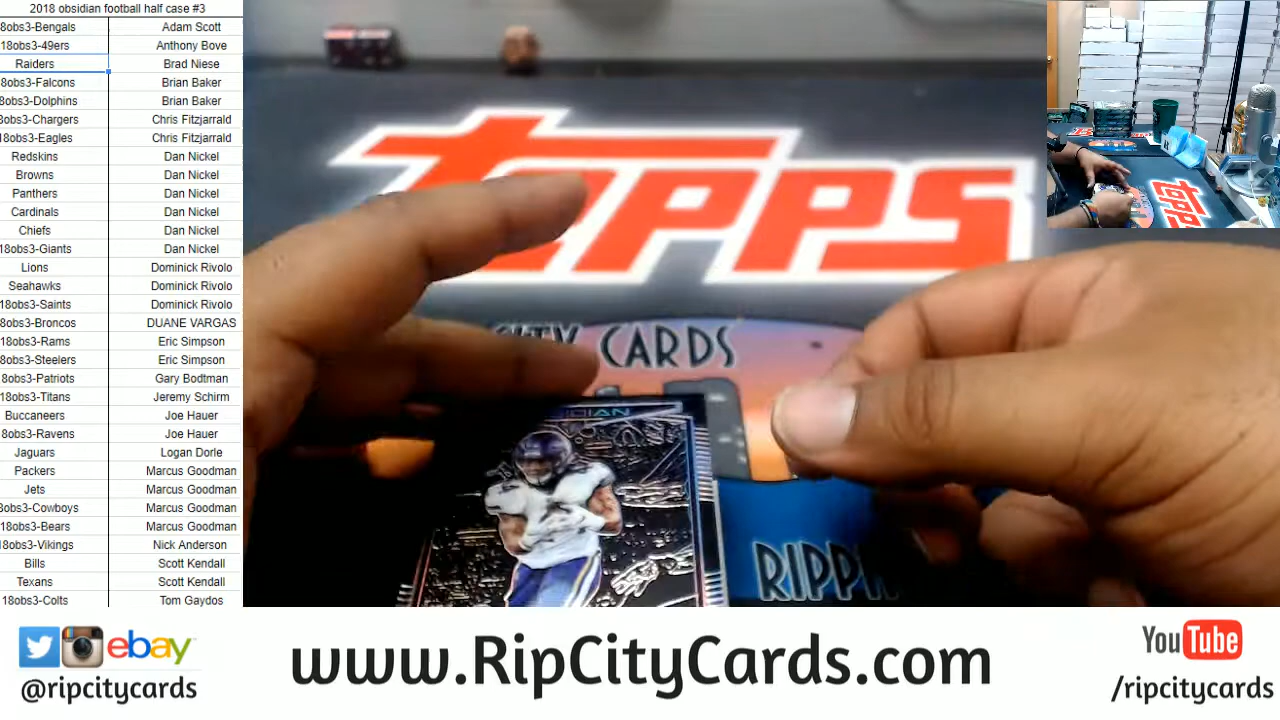 2018 obsidian football half case #3
8obs3-Bengals Adam Scott
18obs3-49ers Anthony Bove
Raiders Brad Niese
8obs3-Falcons Brian Baker
8obs3-Dolphins Brian Baker
8obs3-Chargers Chris Fitzjarrald
18obs3-Eagles Chris Fitzjarrald
Redskins Dan Nickel
Browns Dan Nickel
Panthers Dan Nickel
Cardinals Dan Nickel
Chiefs Dan Nickel
18obs3-Giants Dan Nickel
Lions Dominick Rivolo
Seahawks Dominick Rivolo
18obs3-Saints Dominick Rivolo
8obs3-Broncos DUANE VARGAS
18obs3-Rams Eric Simpson
8obs3-Steelers Eric Simpson
8obs3-Patriots Gary Bodtman
18obs3-Titans Jeremy Schirm
Buccaneers Joe Hauer
8obs3-Ravens Joe Hauer
Jaguars Logan Dorle
Packers Marcus Goodman
Jets Marcus Goodman
8obs3-Cowboys Marcus Goodman
18obs3-Bears Marcus Goodman
18obs3-Vikings Nick Anderson
Bills Scott Kendall
Texans Scott Kendall
18obs3-Colts Tom Gaydos
TOPPS
CITY CARDS
IDIAN
RIPP
TOPPS
ebay
@ripcitycards
www.RipCityCards.com
YouTube
/ripcitycards